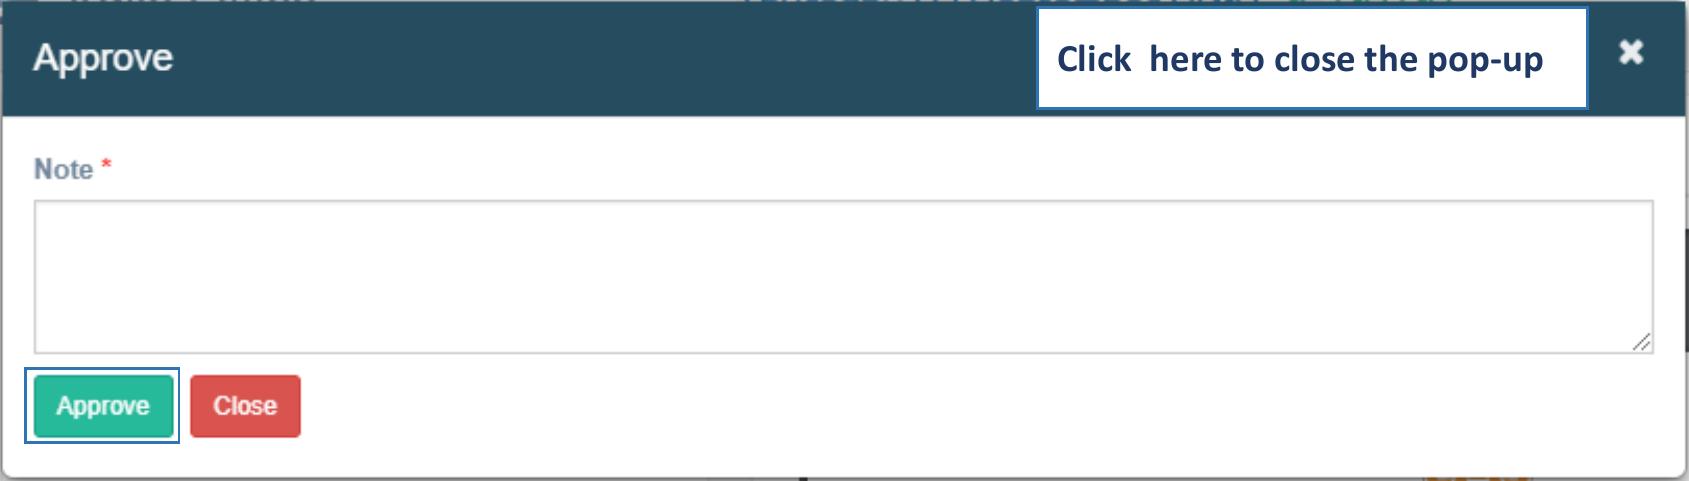 Approve
Click  here to close the pop-up
Note *
Approve
Close